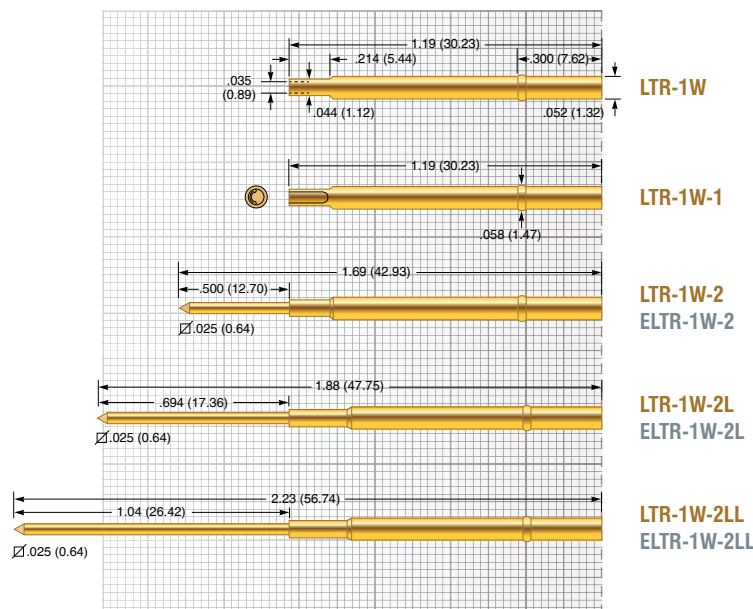 1.19 (30.23)
.214 (5.44)
.300 (7.62)
.035
(0.89)
.044 (1.12)
.052 (1.32)
LTR-1W
1.19 (30.23)
.058 (1.47)
LTR-1W-1
1.69 (42.93)
.500 (12.70)
.025 (0.64)
LTR-1W-2
ELTR-1W-2
1.88 (47.75)
.694 (17.36)
.025 (0.64)
LTR-1W-2L
ELTR-1W-2L
2.23 (56.74)
1.04 (26.42)
.025 (0.64)
LTR-1W-2LL
ELTR-1W-2LL